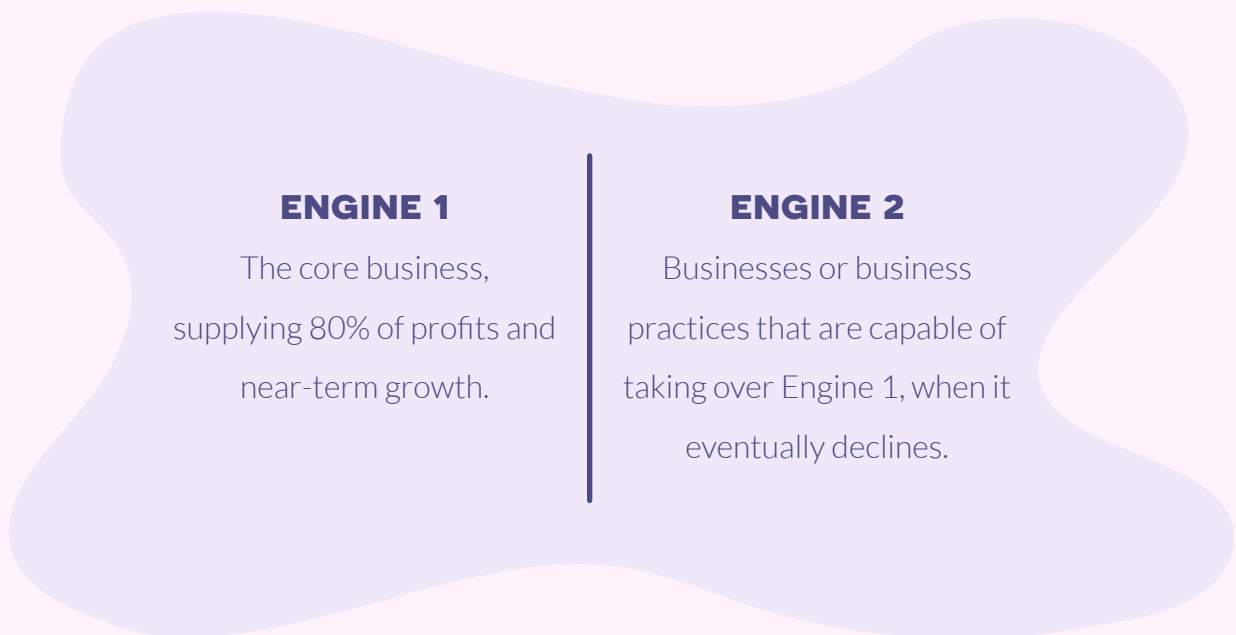 ENGINE 1
The core business,
supplying 80% of profits and
near-term growth.
ENGINE 2
Businesses or business
practices that are capable of
taking over Engine 1, when it
eventually declines.